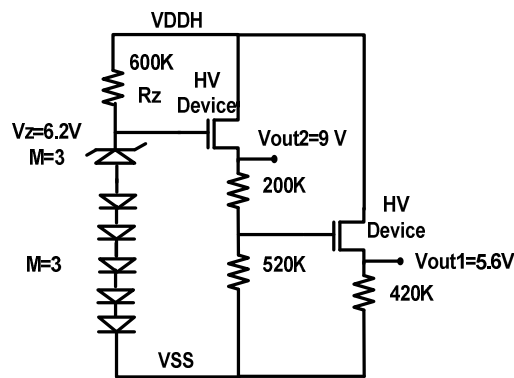 VDDH
600K
Rz
HV
Device
Vz=6.2V
M=3
Vout2=9 V
200K
HV
Device
M=3
520K
Vout1=5.6V
420K
VSS